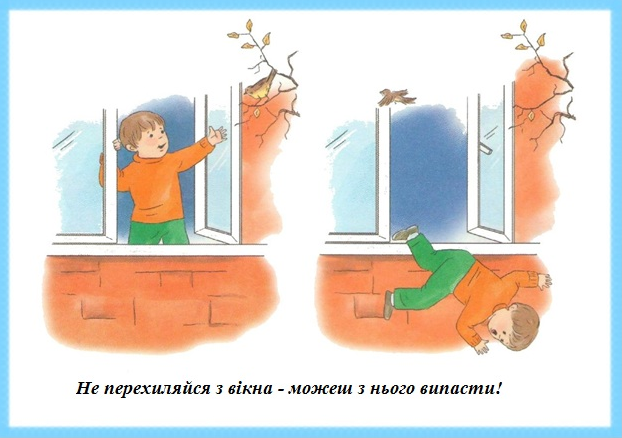 Не перехиляйся з вікна - можеш з нього випасти!